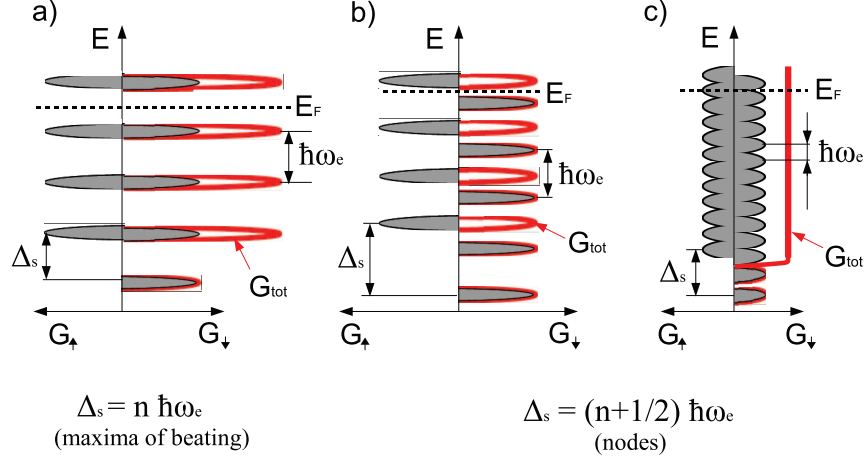 a)
E
E_F
ħω_e
Δ_s
G_tot
G_↑
G_↓
Δ_s = n ħω_e
(maxima of beating)
b)
E
E_F
ħω_e
Δ_s
G_tot
G_↑
G_↓
c)
E
E_F
ħω_e
Δ_s
G_tot
G_↑
G_↓
Δ_s = (n+1/2) ħω_e
(nodes)